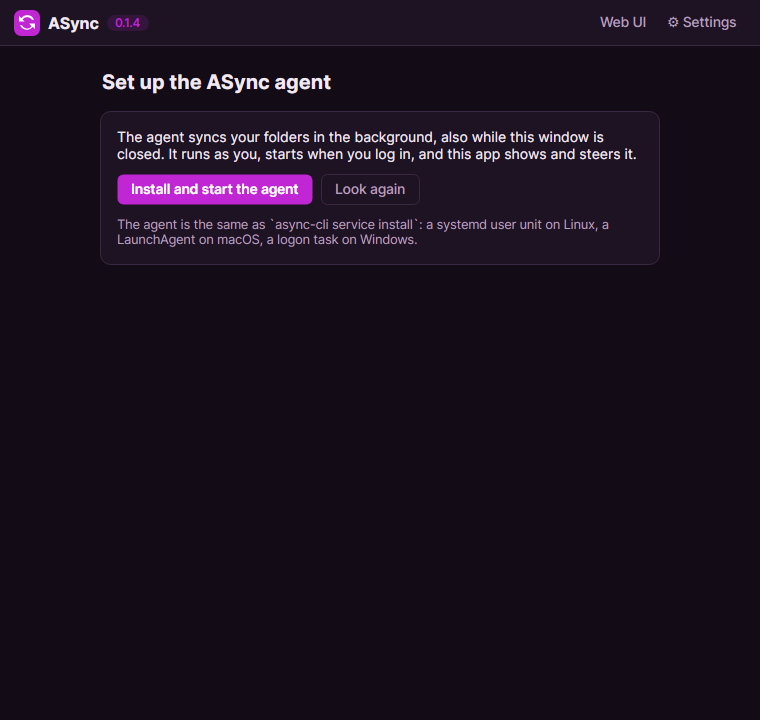 ASync 0.1.4 Web UI ⚙ Settings
Set up the ASync agent
The agent syncs your folders in the background, also while this window is
closed. It runs as you, starts when you log in, and this app shows and steers it.
Install and start the agent Look again
The agent is the same as `async-cli service install`: a systemd user unit on Linux, a
LaunchAgent on macOS, a logon task on Windows.